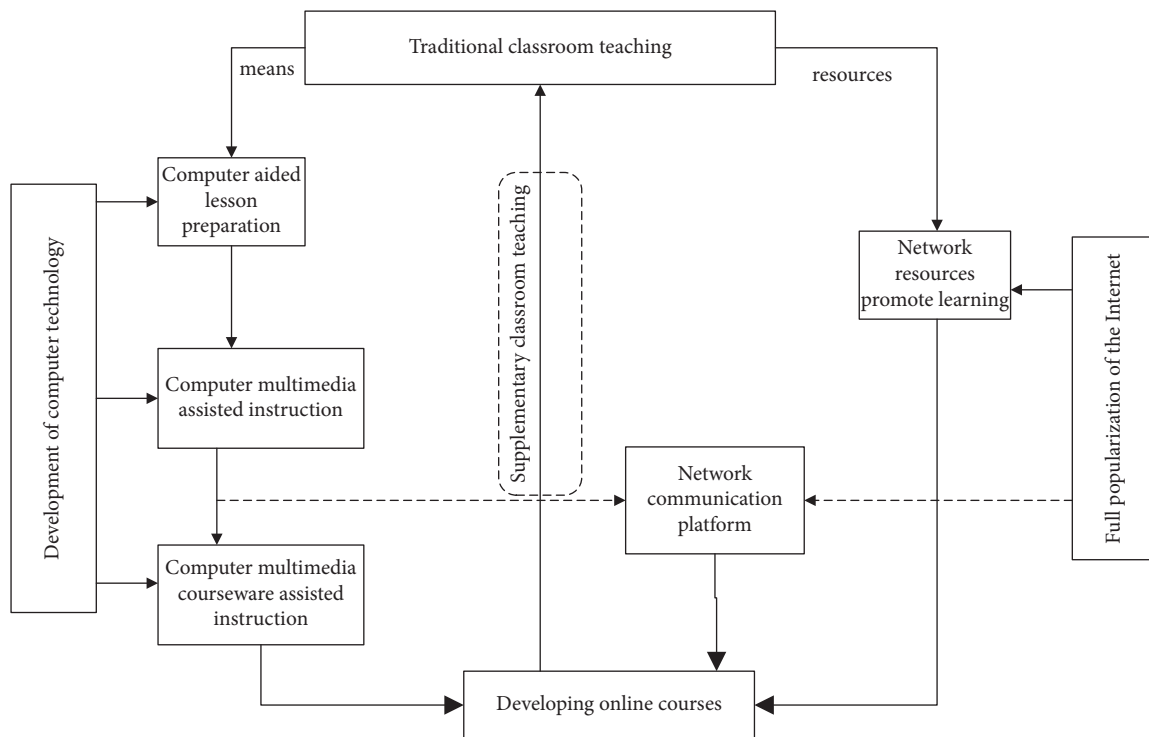 Traditional classroom teaching
means
resources
Computer aided
lesson
preparation
Development of computer technology
Supplementary classroom teaching
Network
resources
promote learning
Full popularization of the Internet
Computer multimedia
assisted instruction
Network
communication
platform
Computer multimedia
courseware assisted
instruction
Developing online courses